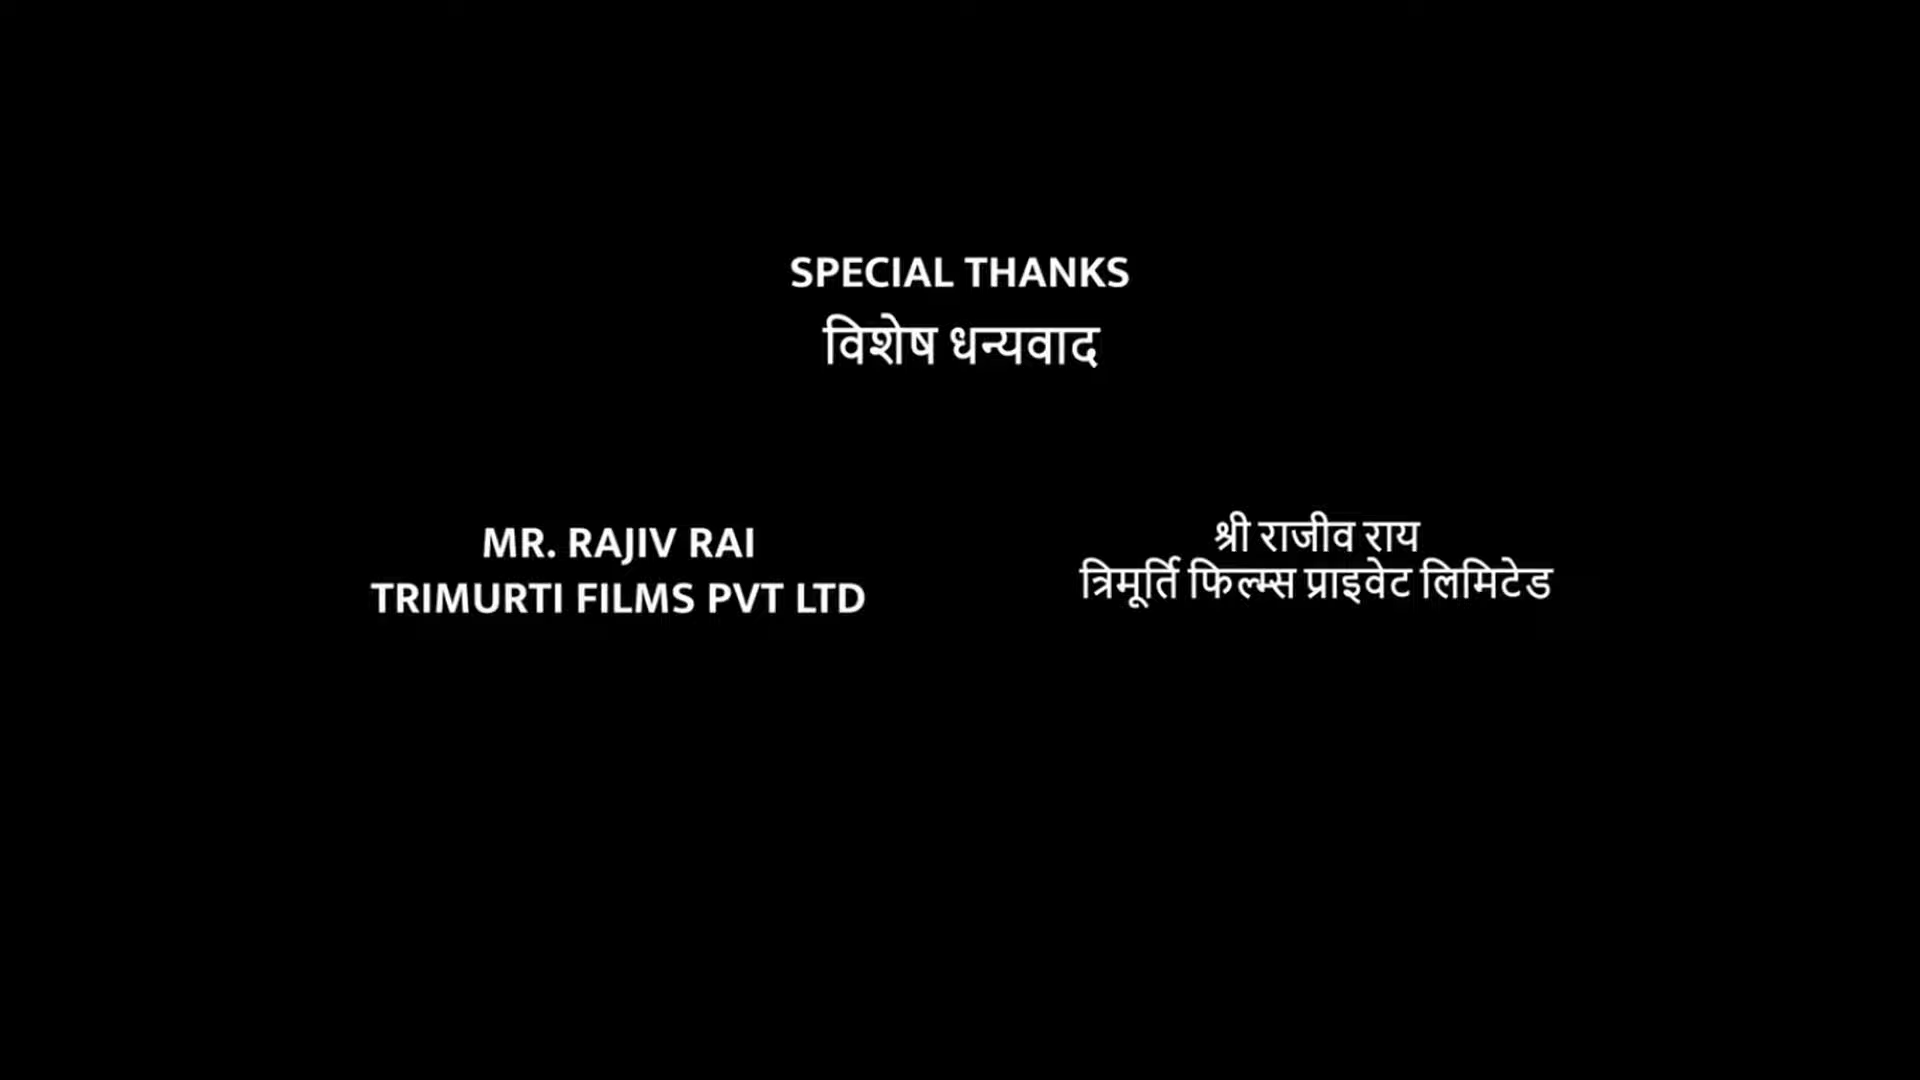 SPECIAL THANKS
विशेष धन्यवाद
MR. RAJIV RAI
TRIMURTI FILMS PVT LTD
श्री राजीव राय
त्रिमूर्ति फिल्म्स प्राइवेट लिमिटेड